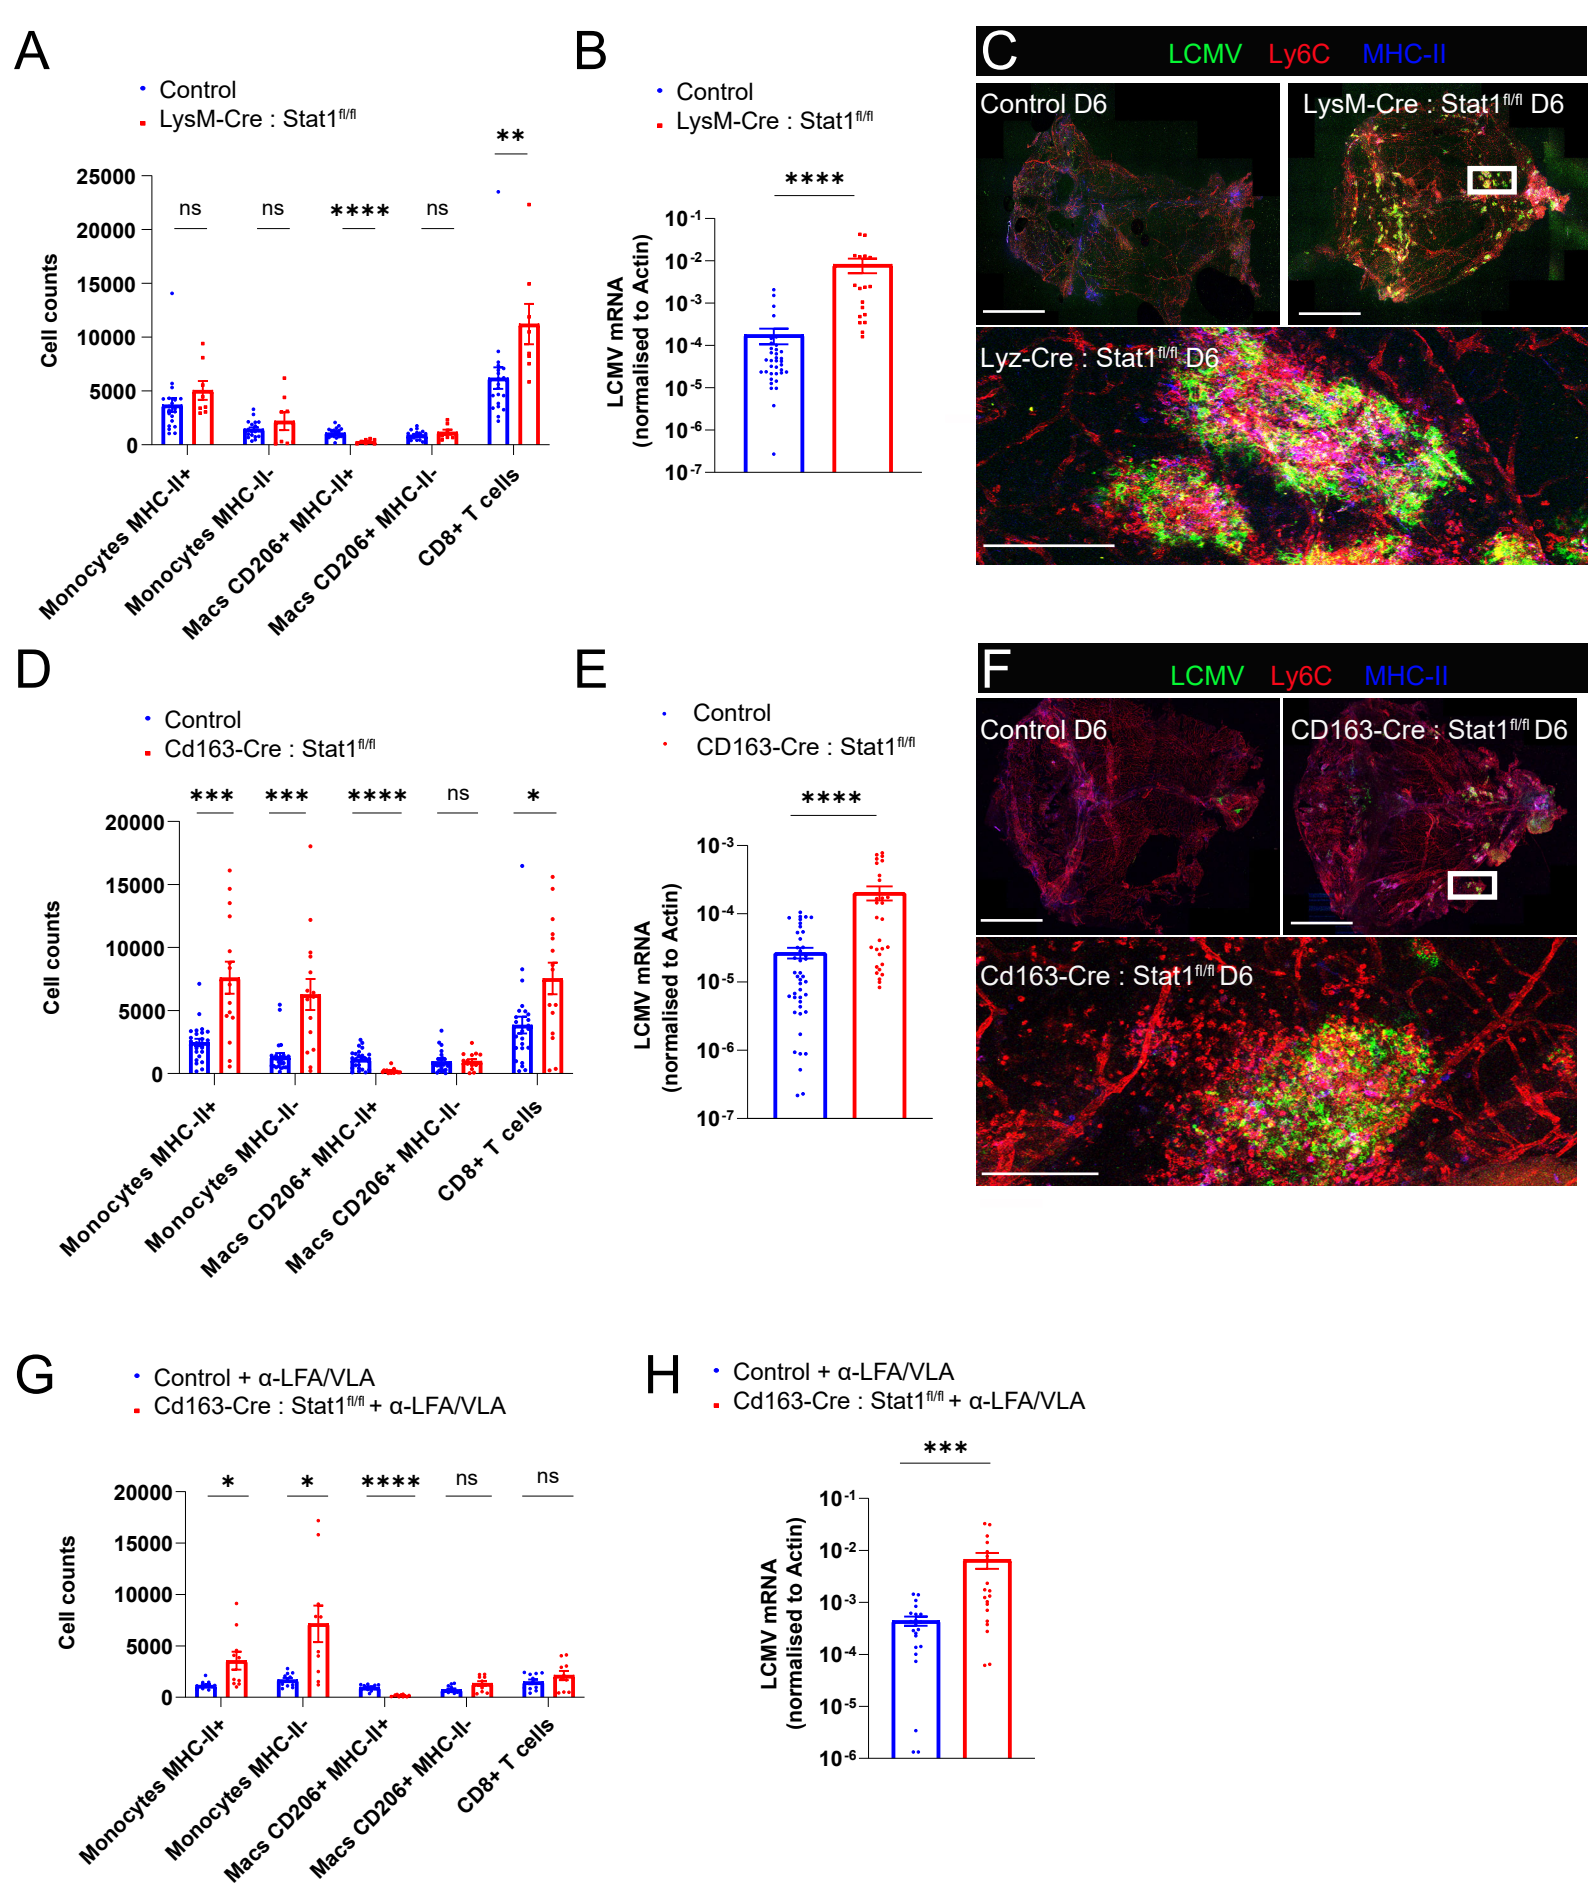 A
Control
LysM-Cre : Stat1fl/fl
25000
20000
15000
10000
5000
0
Cell counts
ns
ns
****
ns
**
Monocytes MHC-II+
Monocytes MHC-II-
Macs CD206+ MHC-II+
Macs CD206+ MHC-II-
CD8+ T cells
B
Control
LysM-Cre : Stat1fl/fl
****
10-1
10-2
10-3
10-4
10-5
10-6
10-7
LCMV mRNA
(normalised to Actin)
C
LCMV Ly6C MHC-II
Control D6
LysM-Cre : Stat1fl/fl D6
Lyz-Cre : Stat1fl/fl D6
D
Control
Cd163-Cre : Stat1fl/fl
20000
15000
10000
5000
0
Cell counts
***
***
****
ns
*
Monocytes MHC-II+
Monocytes MHC-II-
Macs CD206+ MHC-II+
Macs CD206+ MHC-II-
CD8+ T cells
E
Control
CD163-Cre : Stat1fl/fl
****
10-3
10-4
10-5
10-6
10-7
LCMV mRNA
(normalised to Actin)
F
LCMV Ly6C MHC-II
Control D6
CD163-Cre : Stat1fl/fl D6
Cd163-Cre : Stat1fl/fl D6
G
Control + α-LFA/VLA
Cd163-Cre : Stat1fl/fl + α-LFA/VLA
20000
15000
10000
5000
0
Cell counts
*
*
****
ns
ns
Monocytes MHC-II+
Monocytes MHC-II-
Macs CD206+ MHC-II+
Macs CD206+ MHC-II-
CD8+ T cells
H
Control + α-LFA/VLA
Cd163-Cre : Stat1fl/fl + α-LFA/VLA
***
10-1
10-2
10-3
10-4
10-5
10-6
LCMV mRNA
(normalised to Actin)